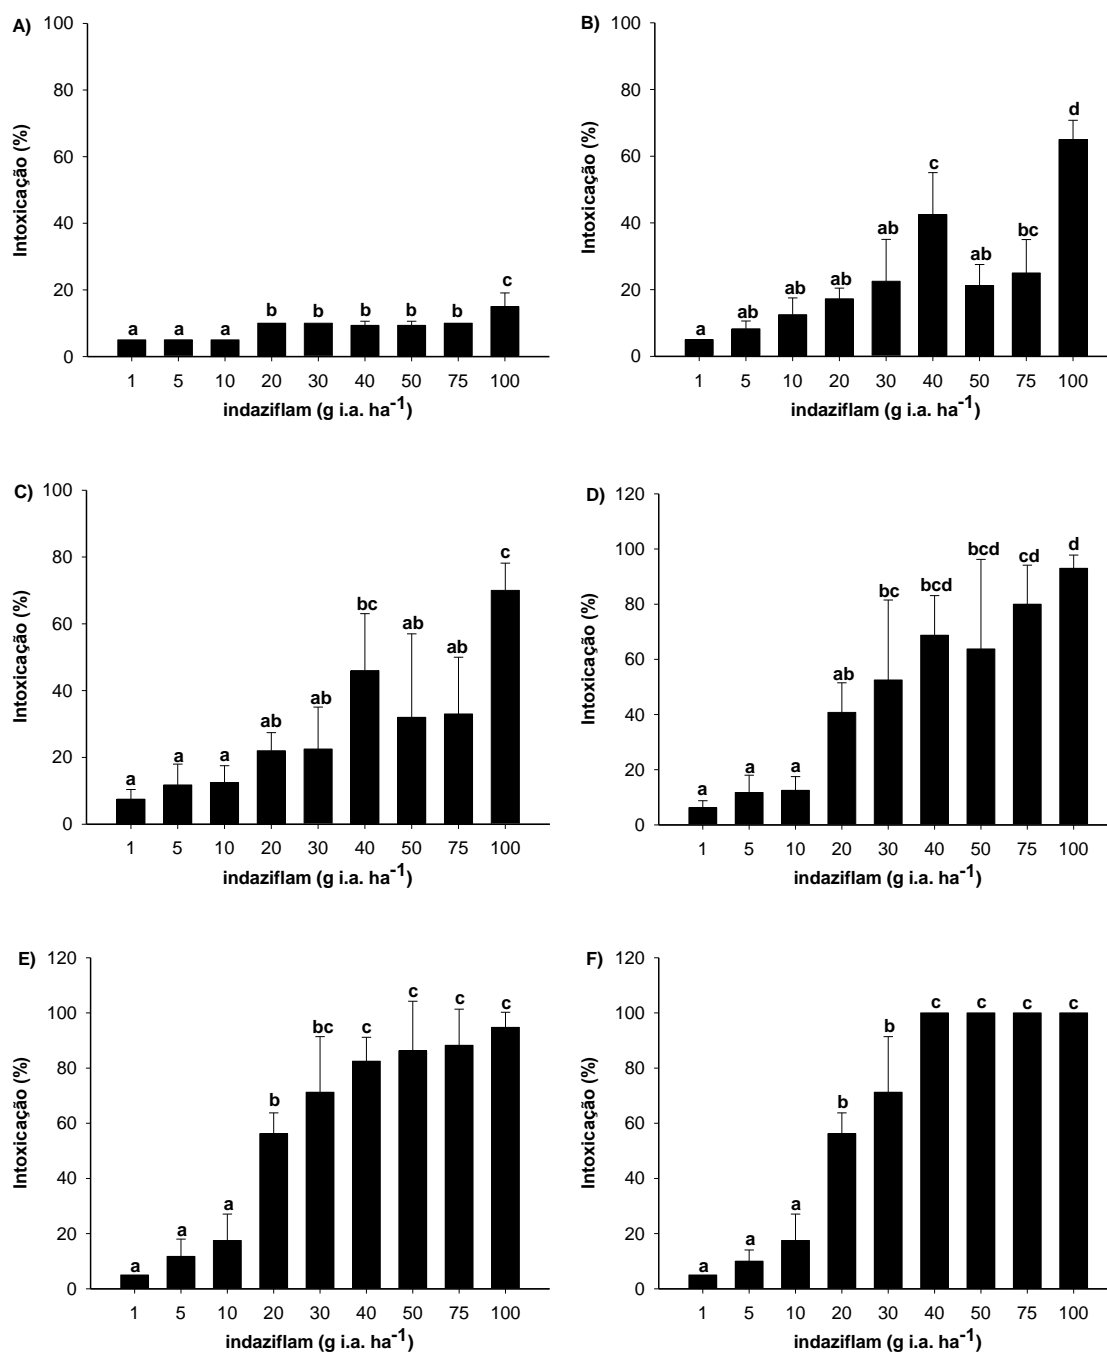 A)
100
80
60
40
20
0
Intoxicação (%)
a a a b b b b b c
1 5 10 20 30 40 50 75 100
indaziflam (g i.a. ha-1)
B)
100
80
60
40
20
0
Intoxicação (%)
a ab ab ab ab c ab bc d
1 5 10 20 30 40 50 75 100
indaziflam (g i.a. ha-1)
C)
100
80
60
40
20
0
Intoxicação (%)
a a a ab ab bc ab ab c
1 5 10 20 30 40 50 75 100
indaziflam (g i.a. ha-1)
D)
120
100
80
60
40
20
0
Intoxicação (%)
a a a ab bc bcd bcd cd d
1 5 10 20 30 40 50 75 100
indaziflam (g i.a. ha-1)
E)
120
100
80
60
40
20
0
Intoxicação (%)
a a a b bc c c c c
1 5 10 20 30 40 50 75 100
indaziflam (g i.a. ha-1)
F)
120
100
80
60
40
20
0
Intoxicação (%)
a a a b b c c c c
1 5 10 20 30 40 50 75 100
indaziflam (g i.a. ha-1)